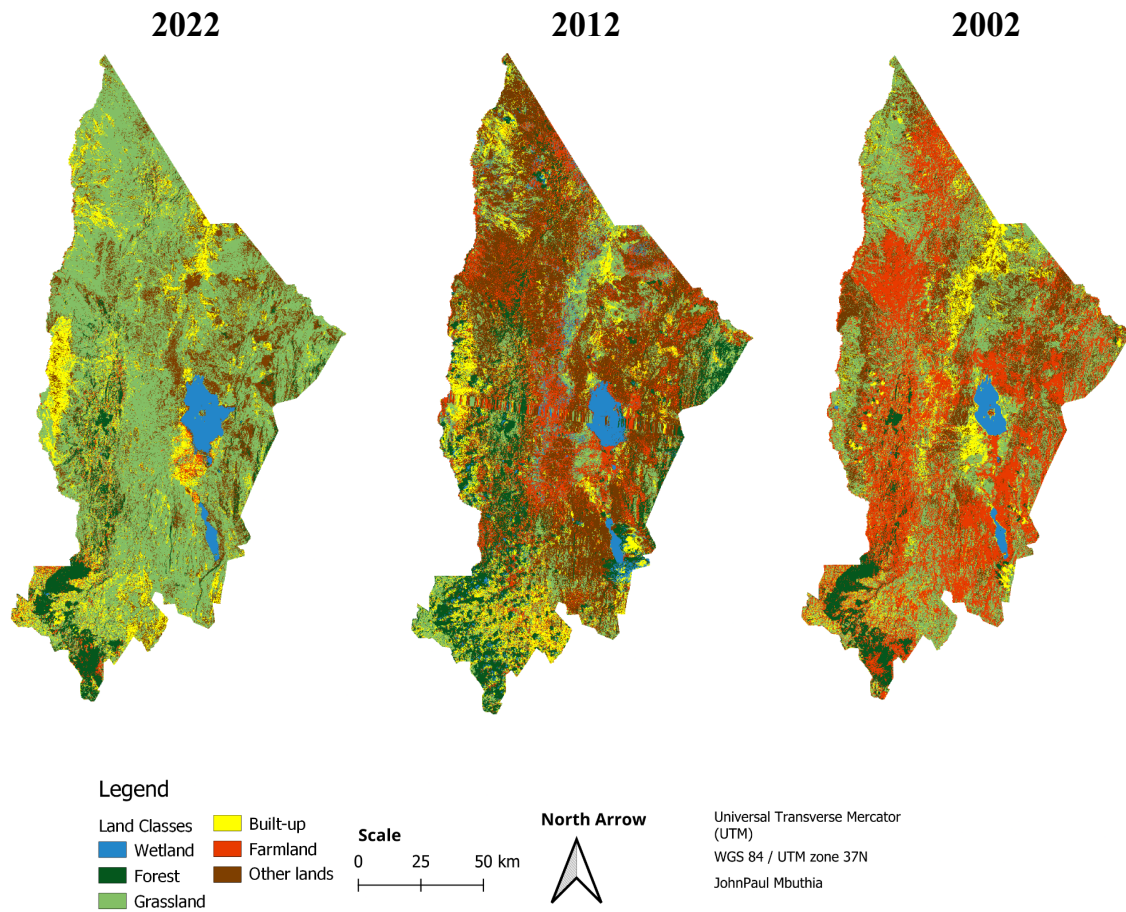 2022
2012
2002
Legend
Land Classes
Wetland
Forest
Grassland
Built-up
Farmland
Other lands
Scale
0 25 50 km
North Arrow
Universal Transverse Mercator
(UTM)
WGS 84 / UTM zone 37N
JohnPaul Mbuthia